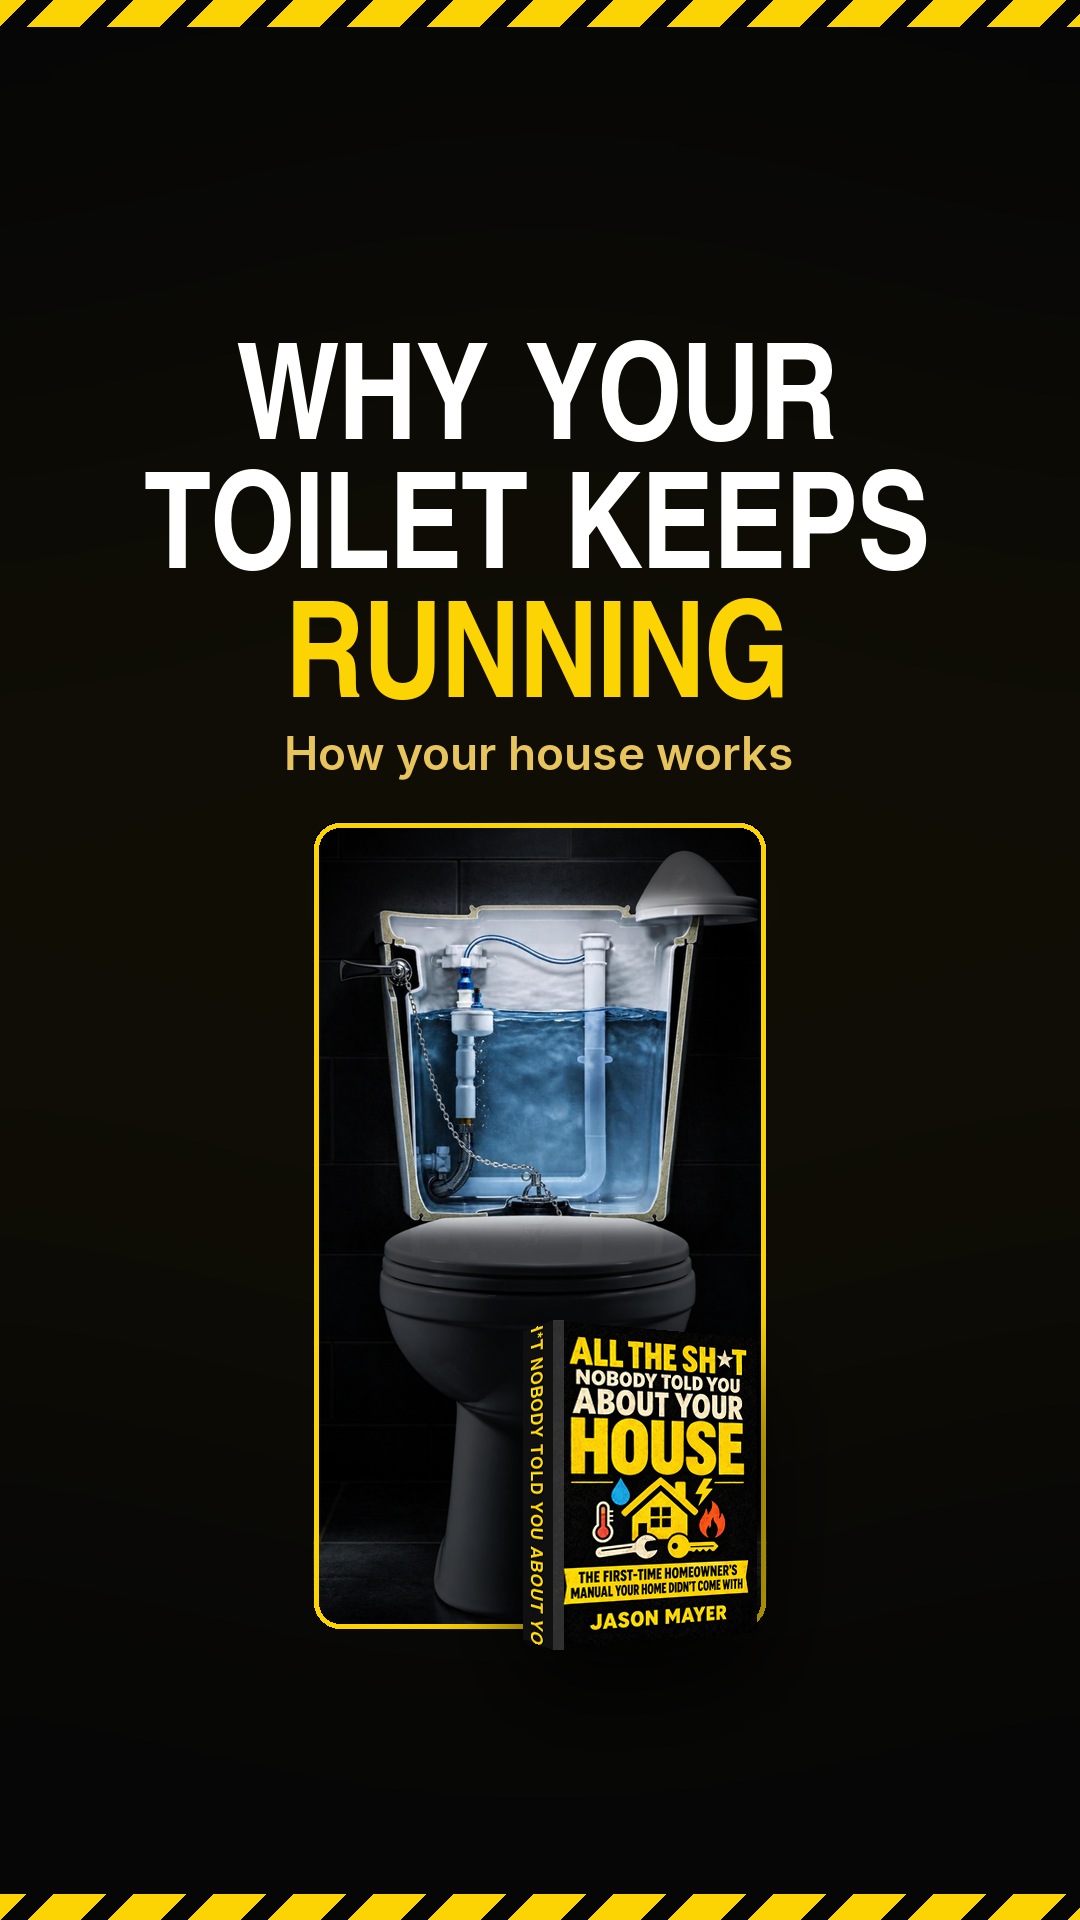 WHY YOUR
TOILET KEEPS
RUNNING
How your house works
ALL THE SH★T
NOBODY TOLD YOU
ABOUT YOUR
HOUSE
THE FIRST-TIME HOMEOWNER'S
MANUAL YOUR HOME DIDN'T COME WITH
JASON MAYER
*T NOBODY TOLD YOU ABOUT YO